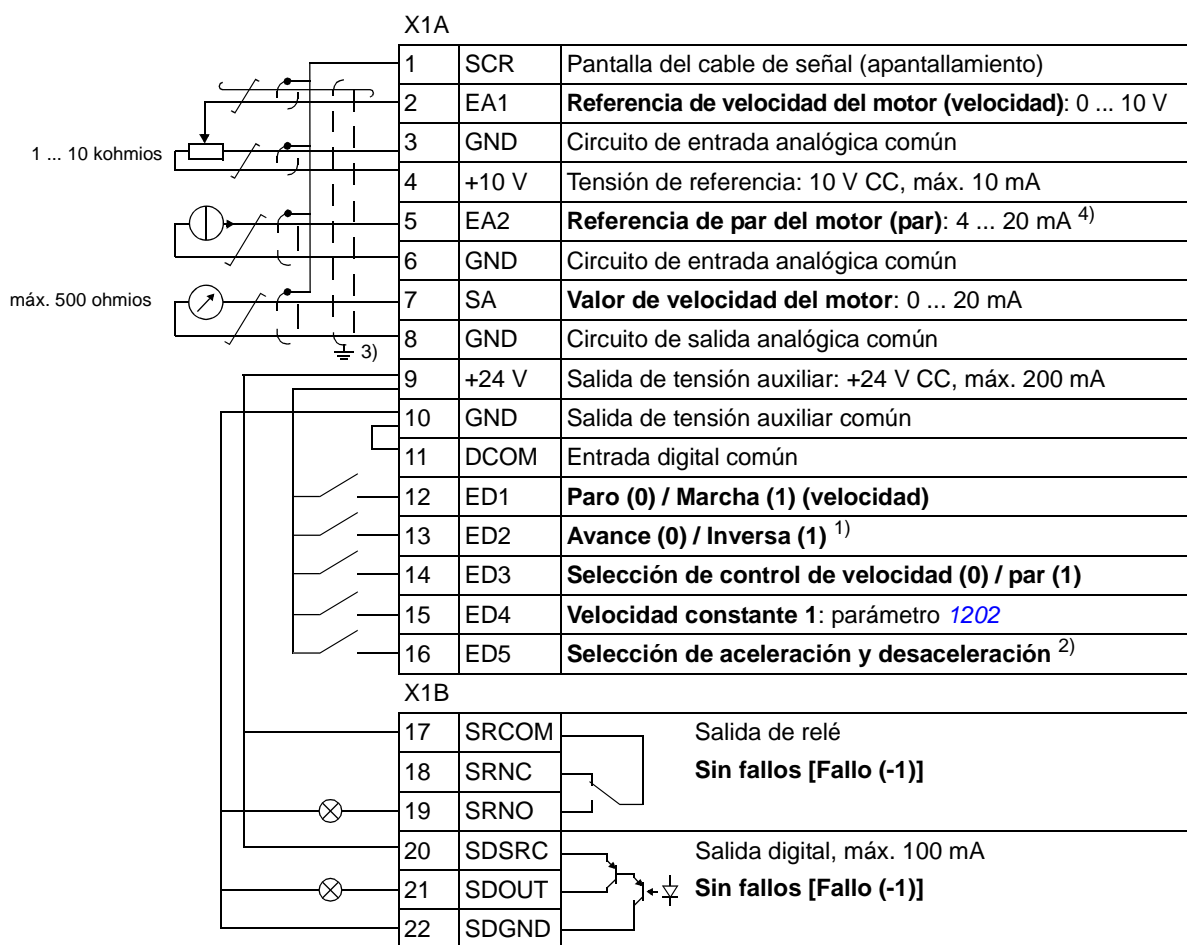 X1A
1 SCR Pantalla del cable de señal (apantallamiento)
2 EA1 Referencia de velocidad del motor (velocidad): 0 ... 10 V
1 ... 10 kohmios
3 GND Circuito de entrada analógica común
4 +10 V Tensión de referencia: 10 V CC, máx. 10 mA
5 EA2 Referencia de par del motor (par): 4 ... 20 mA 4)
6 GND Circuito de entrada analógica común
máx. 500 ohmios
7 SA Valor de velocidad del motor: 0 ... 20 mA
8 GND Circuito de salida analógica común
3)
9 +24 V Salida de tensión auxiliar: +24 V CC, máx. 200 mA
10 GND Salida de tensión auxiliar común
11 DCOM Entrada digital común
12 ED1 Paro (0) / Marcha (1) (velocidad)
13 ED2 Avance (0) / Inversa (1) 1)
14 ED3 Selección de control de velocidad (0) / par (1)
15 ED4 Velocidad constante 1: parámetro 1202
16 ED5 Selección de aceleración y desaceleración 2)
X1B
17 SRCOM Salida de relé
18 SRNC Sin fallos [Fallo (-1)]
19 SRNO
20 SDSRC Salida digital, máx. 100 mA
21 SDOUT Sin fallos [Fallo (-1)]
22 SDGND